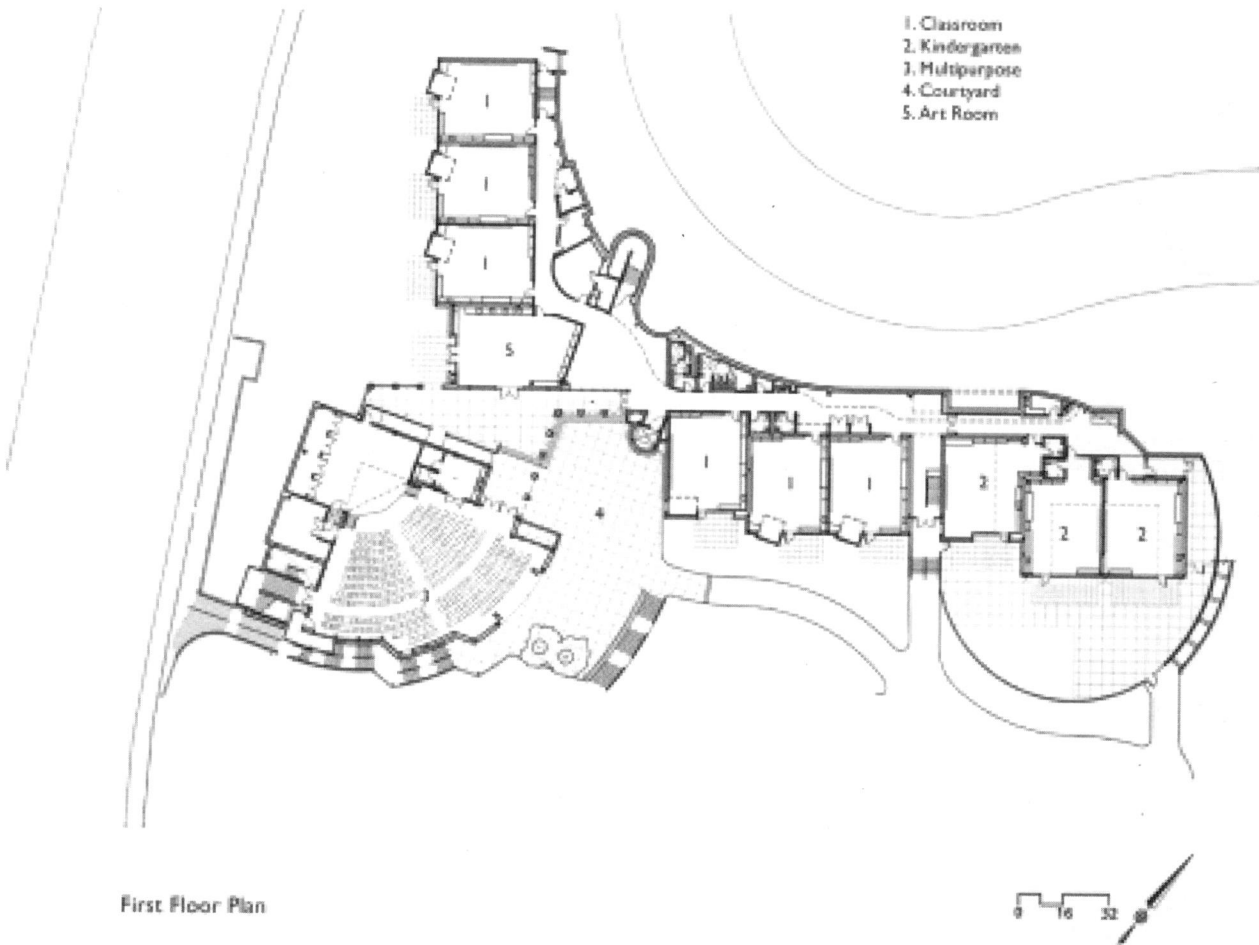 1. Classroom
2. Kindergarten
3. Multipurpose
4. Courtyard
5. Art Room
1
1
1
5
1
1
1
2
2
2
4
3
First Floor Plan
0 16 32